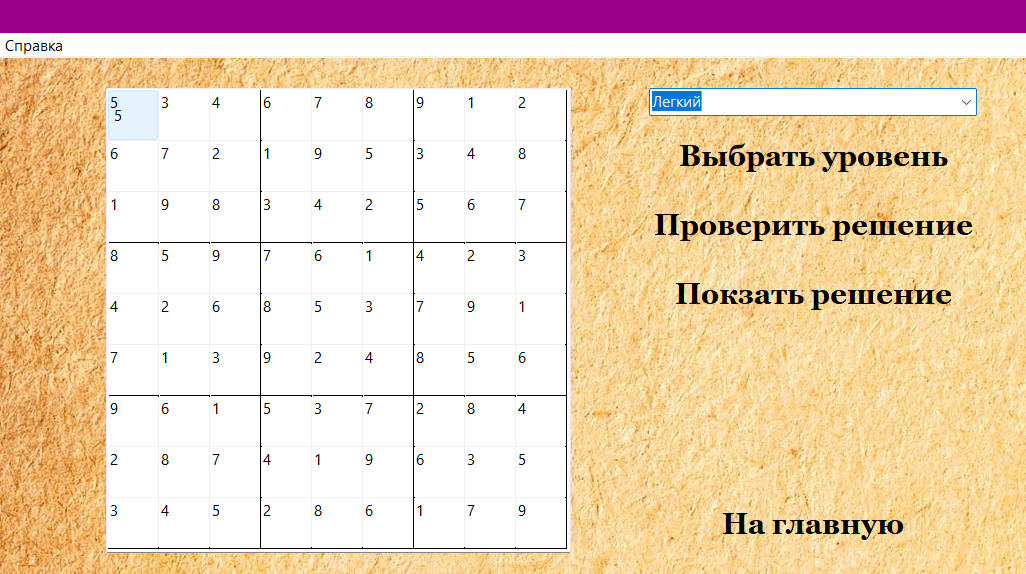 Справка
5 3 4 6 7 8 9 1 2
5
6 7 2 1 9 5 3 4 8
1 9 8 3 4 2 5 6 7
8 5 9 7 6 1 4 2 3
4 2 6 8 5 3 7 9 1
7 1 3 9 2 4 8 5 6
9 6 1 5 3 7 2 8 4
2 8 7 4 1 9 6 3 5
3 4 5 2 8 6 1 7 9
Легкий
Выбрать уровень
Проверить решение
Покзать решение
На главную